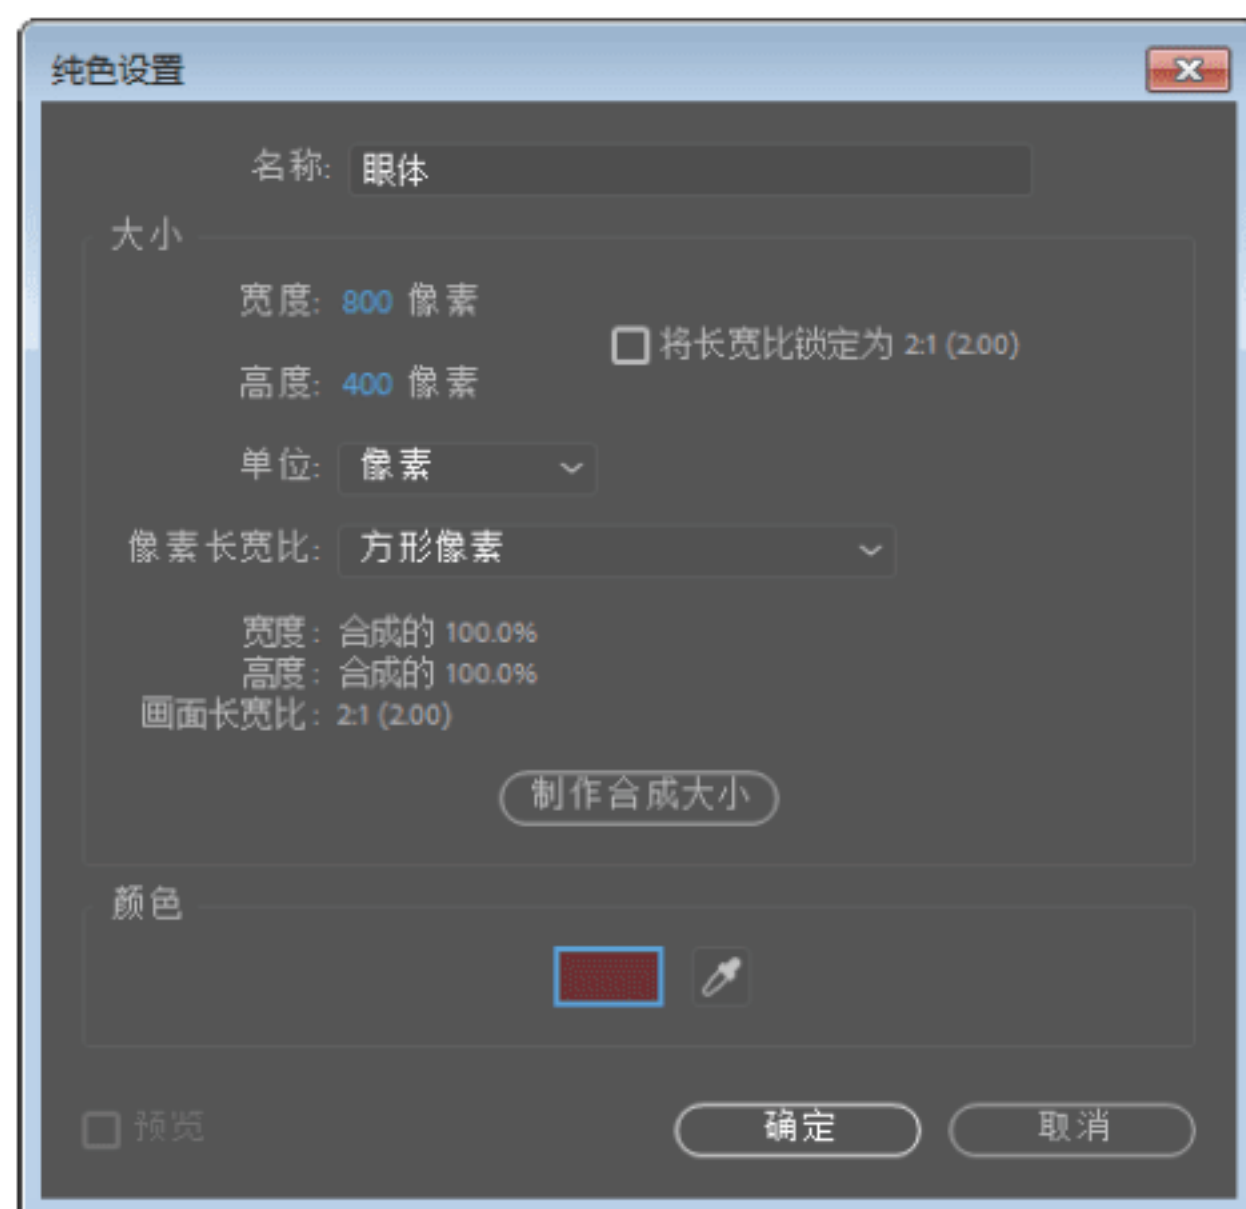 纯色设置
名称: 眼体
大小
宽度: 800 像素
将长宽比锁定为 2:1 (2.00)
高度: 400 像素
单位: 像素
像素长宽比: 方形像素
宽度: 合成的 100.0%
高度: 合成的 100.0%
画面长宽比: 2:1 (2.00)
制作合成大小
颜色
预览 确定 取消